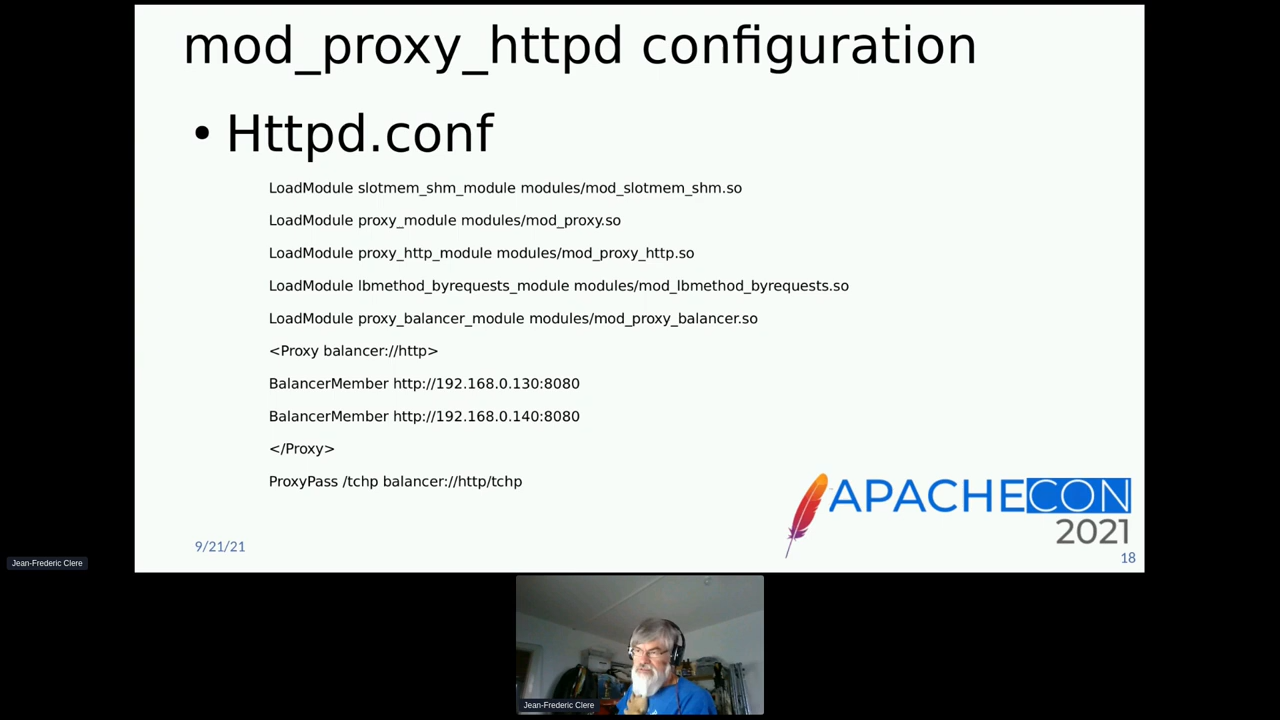 mod_proxy_httpd configuration
• Httpd.conf
LoadModule slotmem_shm_module modules/mod_slotmem_shm.so
LoadModule proxy_module modules/mod_proxy.so
LoadModule proxy_http_module modules/mod_proxy_http.so
LoadModule lbmethod_byrequests_module modules/mod_lbmethod_byrequests.so
LoadModule proxy_balancer_module modules/mod_proxy_balancer.so
<Proxy balancer://http>
BalancerMember http://192.168.0.130:8080
BalancerMember http://192.168.0.140:8080
</Proxy>
ProxyPass /tchp balancer://http/tchp
APACHECON
2021
9/21/21
18
Jean-Frederic Clere
Jean-Frederic Clere